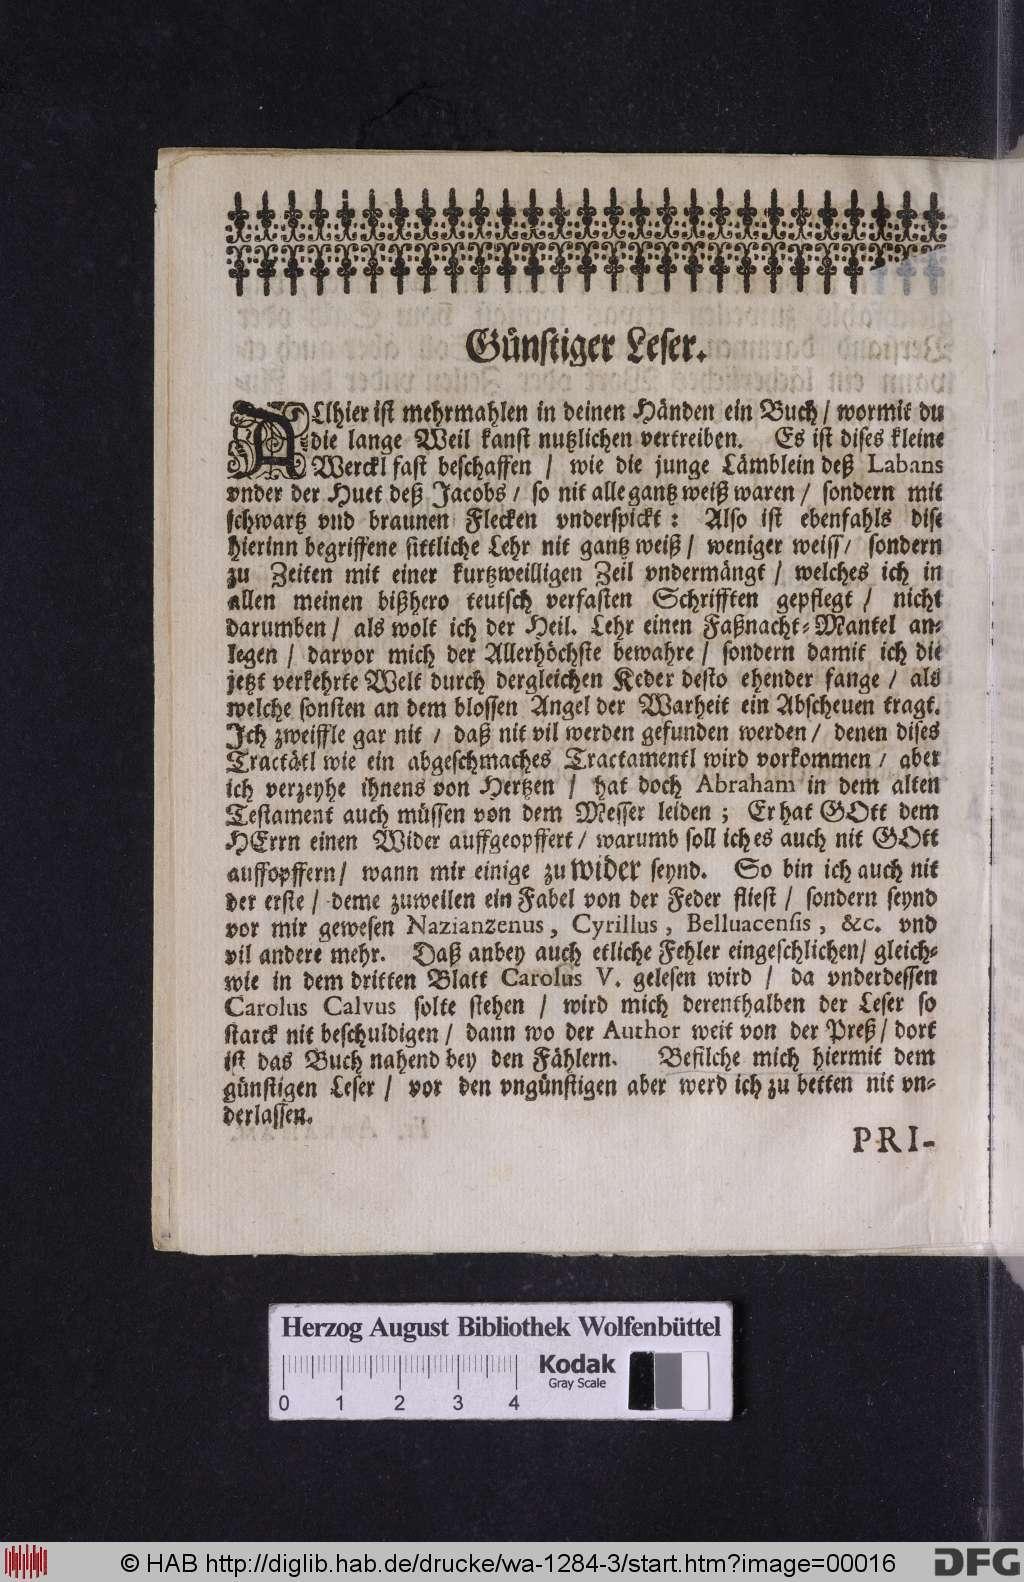 Günstiger Leser.
ALlhier ist mehrmahlen in deinen Händen ein Buch / wormit du
die lange Weil kanst nutzlichen vertreiben. Es ist dises kleine
Werckl fast beschaffen / wie die junge Lämblein deß Labans
vnder der Huet deß Jacobs / so nit alle gantz weiß waren / sondern mit
schwartz vnd braunen Flecken vnderspickt: Also ist ebenfahls dise
hierinn begriffene sittliche Lehr nit gantz weiß / weniger weiss / sondern
zu Zeiten mit einer kurtzweilligen Zeil vndermängt / welches ich in
allen meinen bißhero teutsch verfasten Schrifften gepflegt / nicht
darumben / als wolt ich der Heil. Lehr einen Faßnacht-Mantel an-
legen / darvor mich der Allerhöchste bewahre / sondern damit ich die
jetzt verkehrte Welt durch dergleichen Keder desto ehender fange / als
welche sonsten an dem blossen Angel der Warheit ein Abscheuen tragt.
Ich zweiffle gar nit / daß nit vil werden gefunden werden / denen dises
Tractätl wie ein abgeschmaches Tractamentl wird vorkommen / aber
ich verzeyhe ihnens von Hertzen / hat doch Abraham in dem alten
Testament auch müssen von dem Messer leiden; Er hat GOtt dem
HErrn einen Wider auffgeopffert / warumb soll ich es auch nit GOtt
auffopffern / wann mir einige zu wider seynd. So bin ich auch nit
der erste / deme zuweilen ein Fabel von der Feder fliest / sondern seynd
vor mir gewesen Nazianzenus, Cyrillus, Belluacensis, &c. vnd
vil andere mehr. Daß anbey auch etliche Fehler eingeschlichen / gleich-
wie in dem dritten Blatt Carolus V. gelesen wird / da vnderdessen
Carolus Calvus solte stehen / wird mich derenthalben der Leser so
starck nit beschuldigen / dann wo der Author weit von der Preß / dort
ist das Buch nahend bey den Fählern. Befilche mich hiermit dem
günstigen Leser / vor den vngünstigen aber werd ich zu betten nit vn-
derlassen.
PRI-
Herzog August Bibliothek Wolfenbüttel
Kodak
Gray Scale
0 1 2 3 4
© HAB http://diglib.hab.de/drucke/wa-1284-3/start.htm?image=00016
DFG